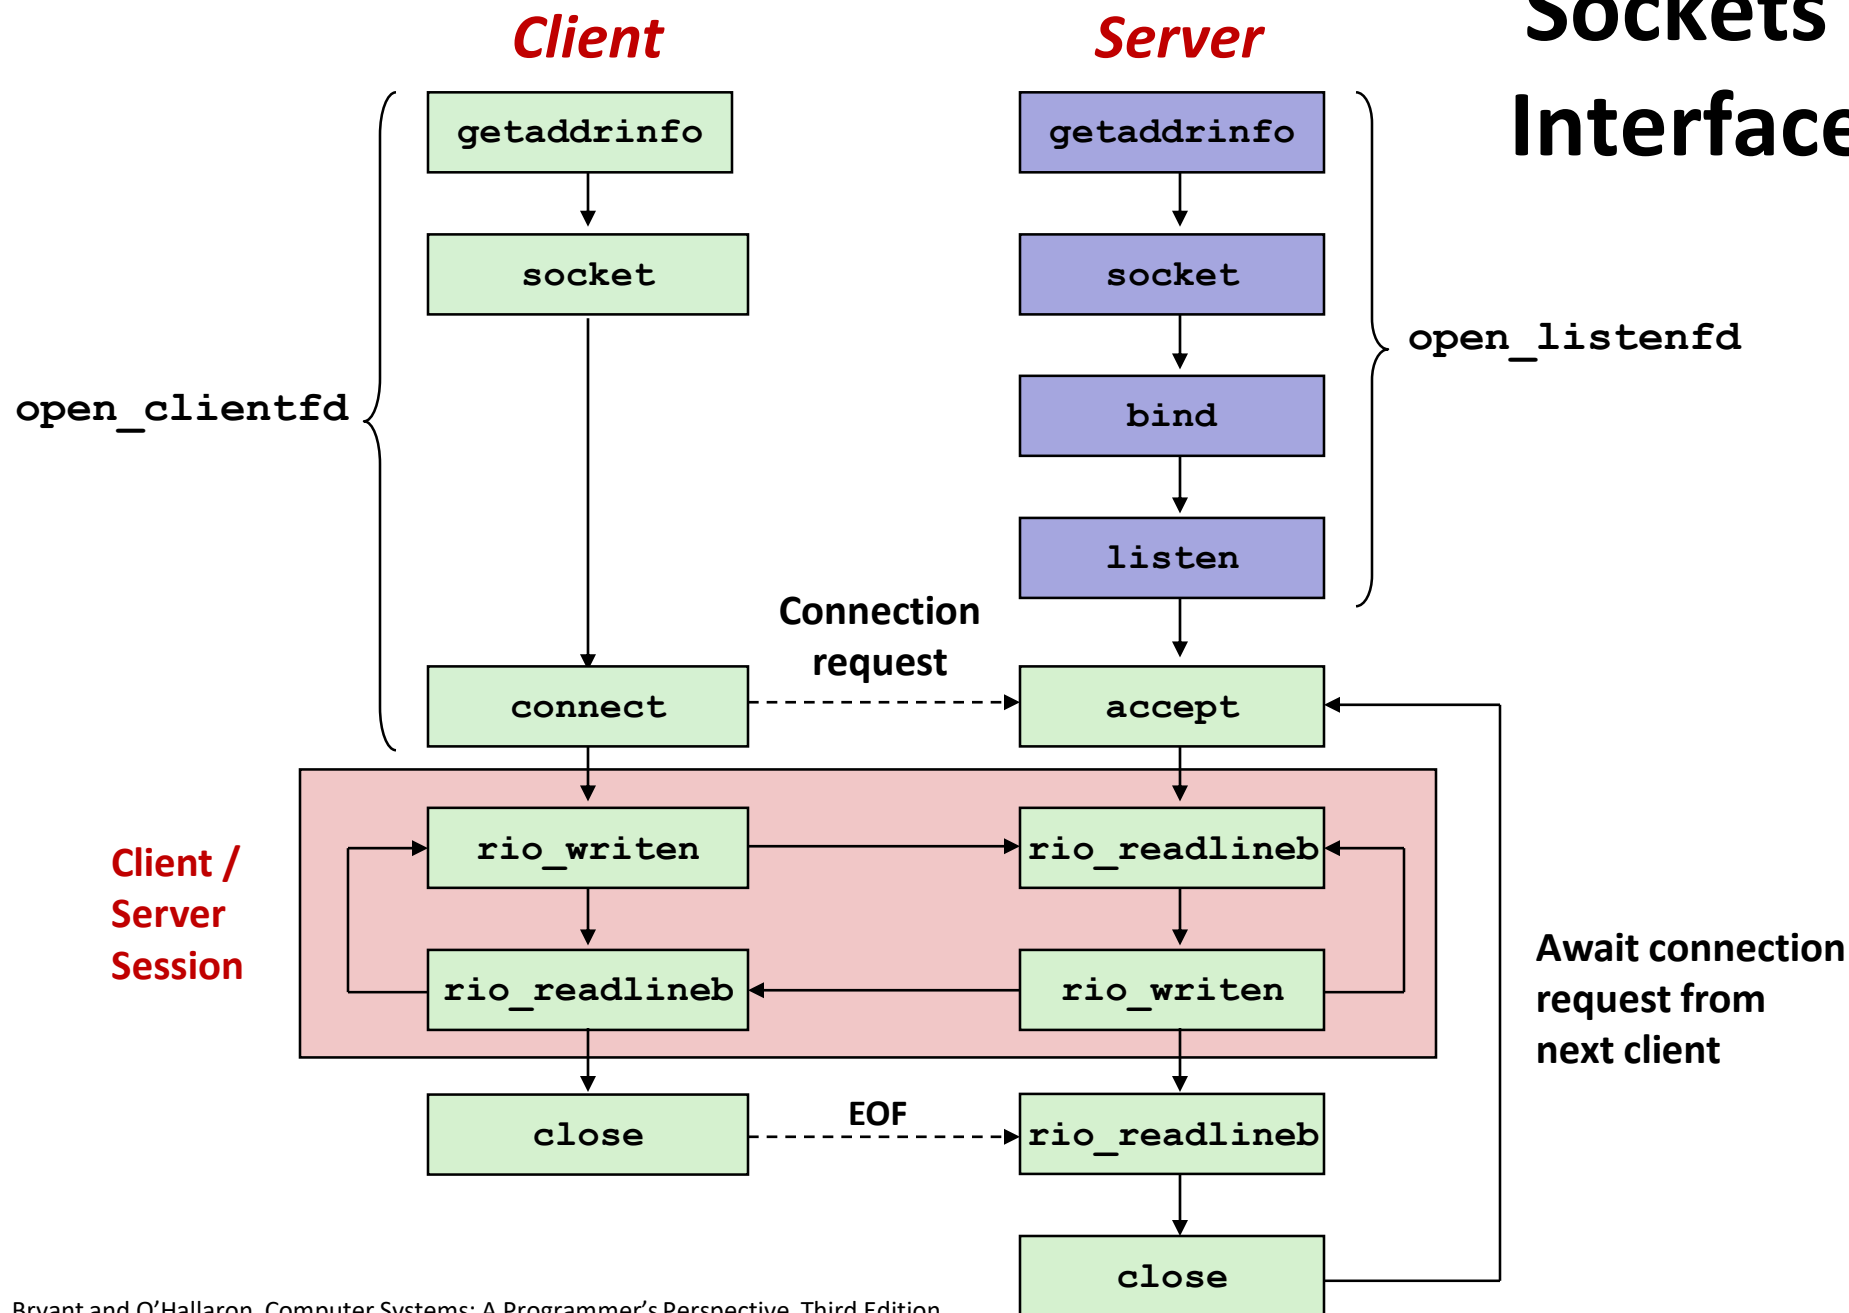 Sockets
Interface
Client
Server
getaddrinfo
getaddrinfo
socket
socket
open_listenfd
open_clientfd
bind
listen
Connection
request
connect
accept
Client /
Server
Session
rio_writen
rio_readlineb
rio_readlineb
rio_writen
Await connection
request from
next client
close
EOF
rio_readlineb
close
Bryant and O'Hallaron, Computer Systems: A Programmer's Perspective, Third Edition